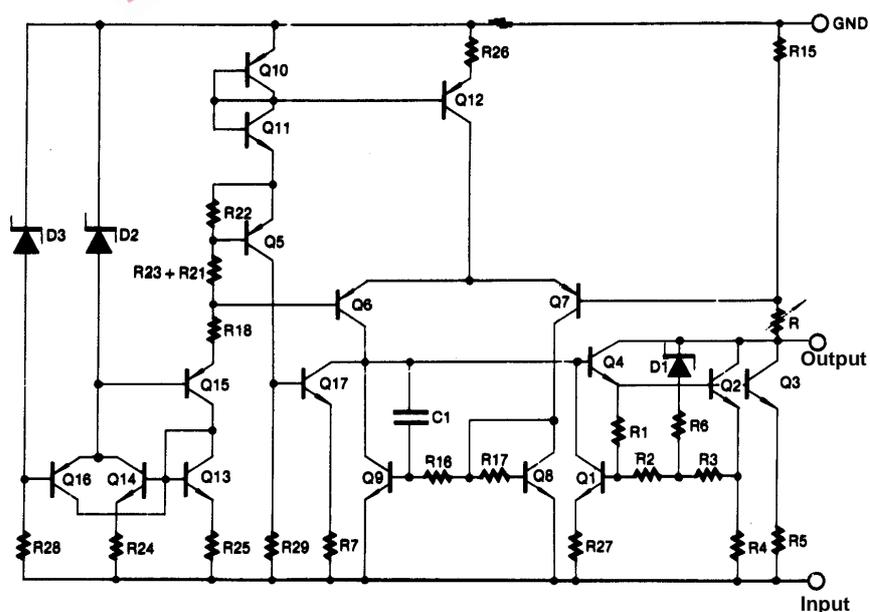 GND
R26
R15
Q10
Q12
Q11
R22
D3
D2
Q5
R23 + R21
Q6
Q7
R
R18
Output
Q4
D1
Q2
Q3
Q15
Q17
C1
R1
R6
Q16
Q14
Q13
Q9
R16
R17
Q8
Q1
R2
R3
R28
R24
R25
R29
R7
R27
R4
R5
Input